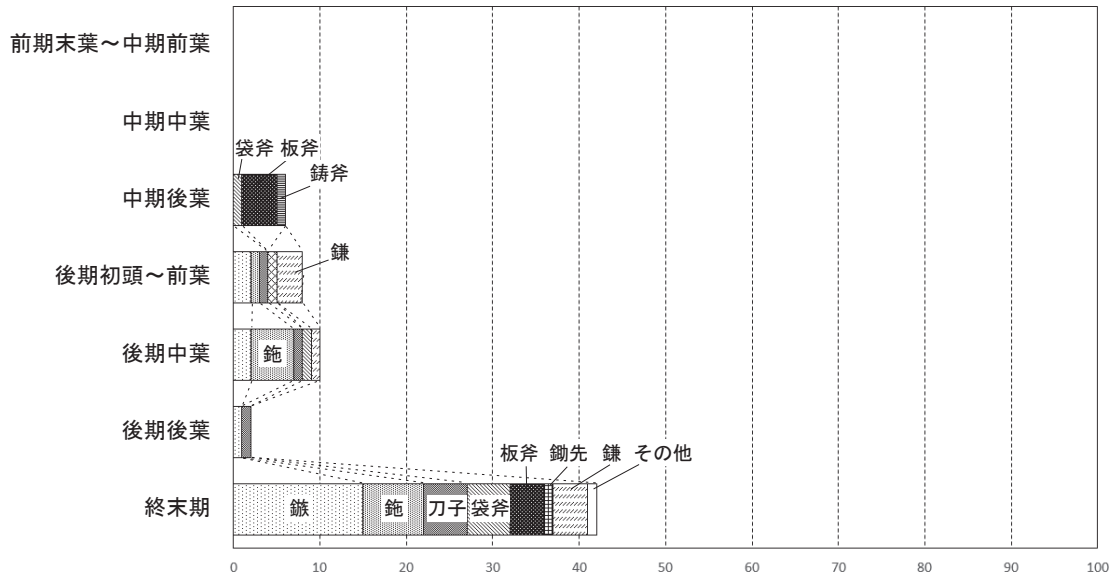 前期末葉～中期前葉
中期中葉
袋斧 板斧
鋳斧
中期後葉
鎌
後期初頭～前葉
後期中葉
鉇
後期後葉
板斧 鋤先 鎌 その他
終末期
鏃 鉇 刀子 袋斧
0 10 20 30 40 50 60 70 80 90 100